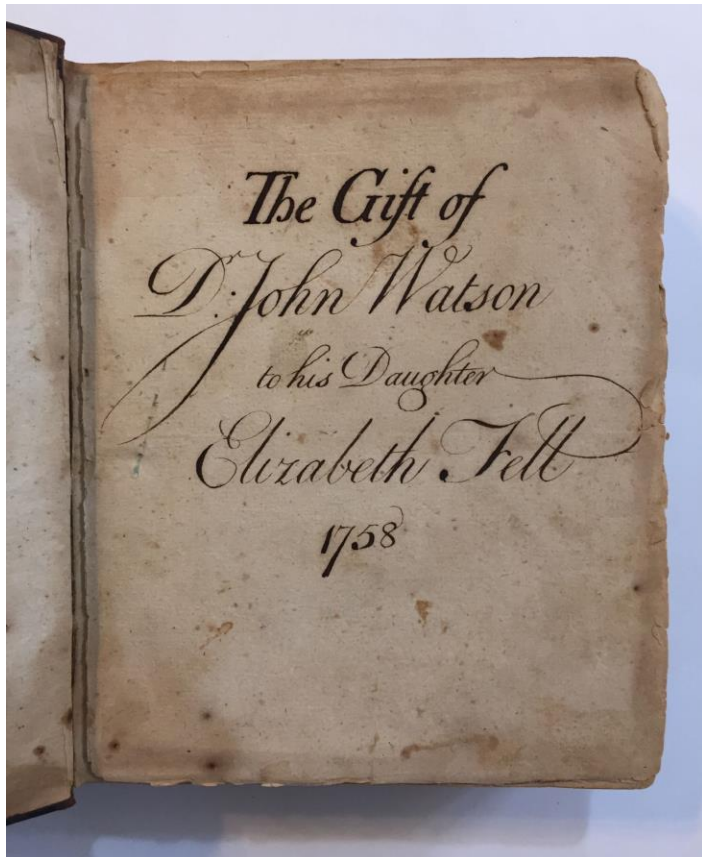 The Gift of
Dr. John Watson
to his Daughter
Elizabeth Fell
1758